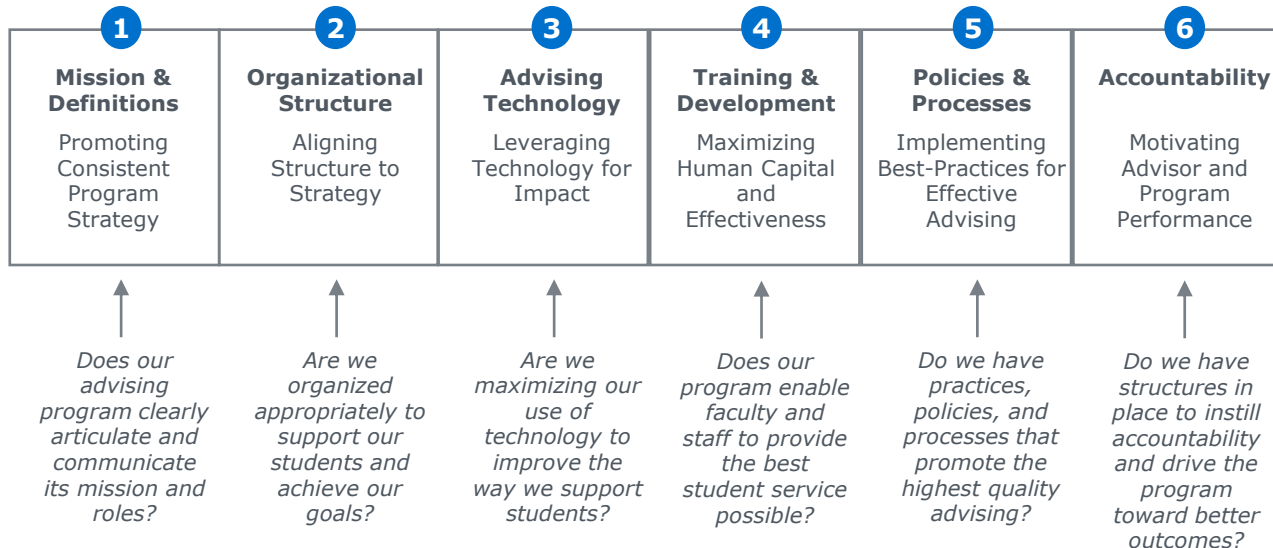 1
Mission &
Definitions
Promoting
Consistent
Program
Strategy
2
Organizational
Structure
Aligning
Structure to
Strategy
3
Advising
Technology
Leveraging
Technology for
Impact
4
Training &
Development
Maximizing
Human Capital
and
Effectiveness
5
Policies &
Processes
Implementing
Best-Practices for
Effective
Advising
6
Accountability
Motivating
Advisor and
Program
Performance
Does our
advising
program clearly
articulate and
communicate
its mission and
roles?
Are we
organized
appropriately to
support our
students and
achieve our
goals?
Are we
maximizing our
use of
technology to
improve the
way we support
students?
Does our
program enable
faculty and
staff to provide
the best
student service
possible?
Do we have
practices,
policies, and
processes that
promote the
highest quality
advising?
Do we have
structures in
place to instill
accountability
and drive the
program
toward better
outcomes?